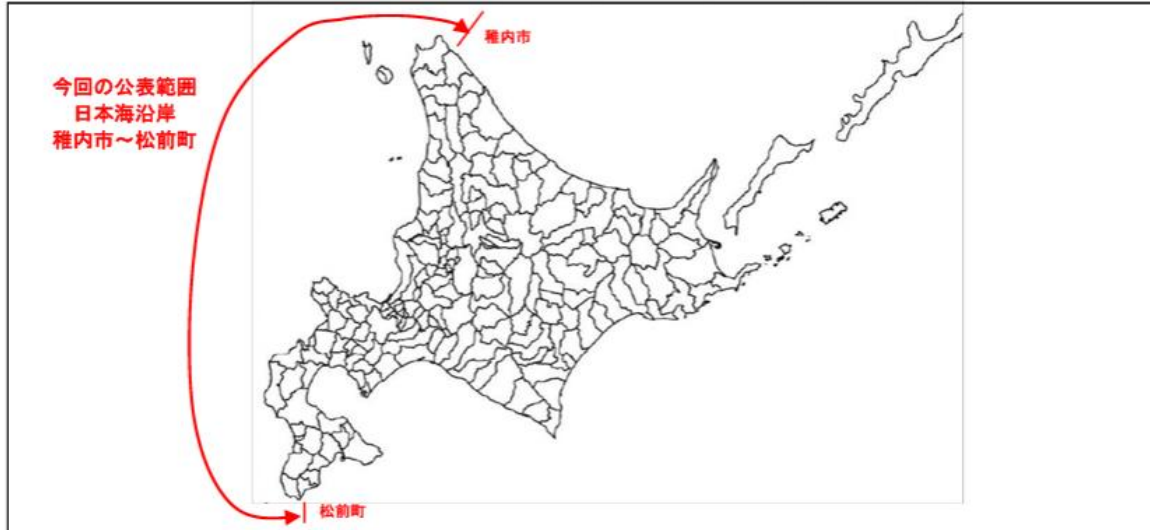 稚内市
今回の公表範囲
日本海沿岸
稚内市～松前町
松前町